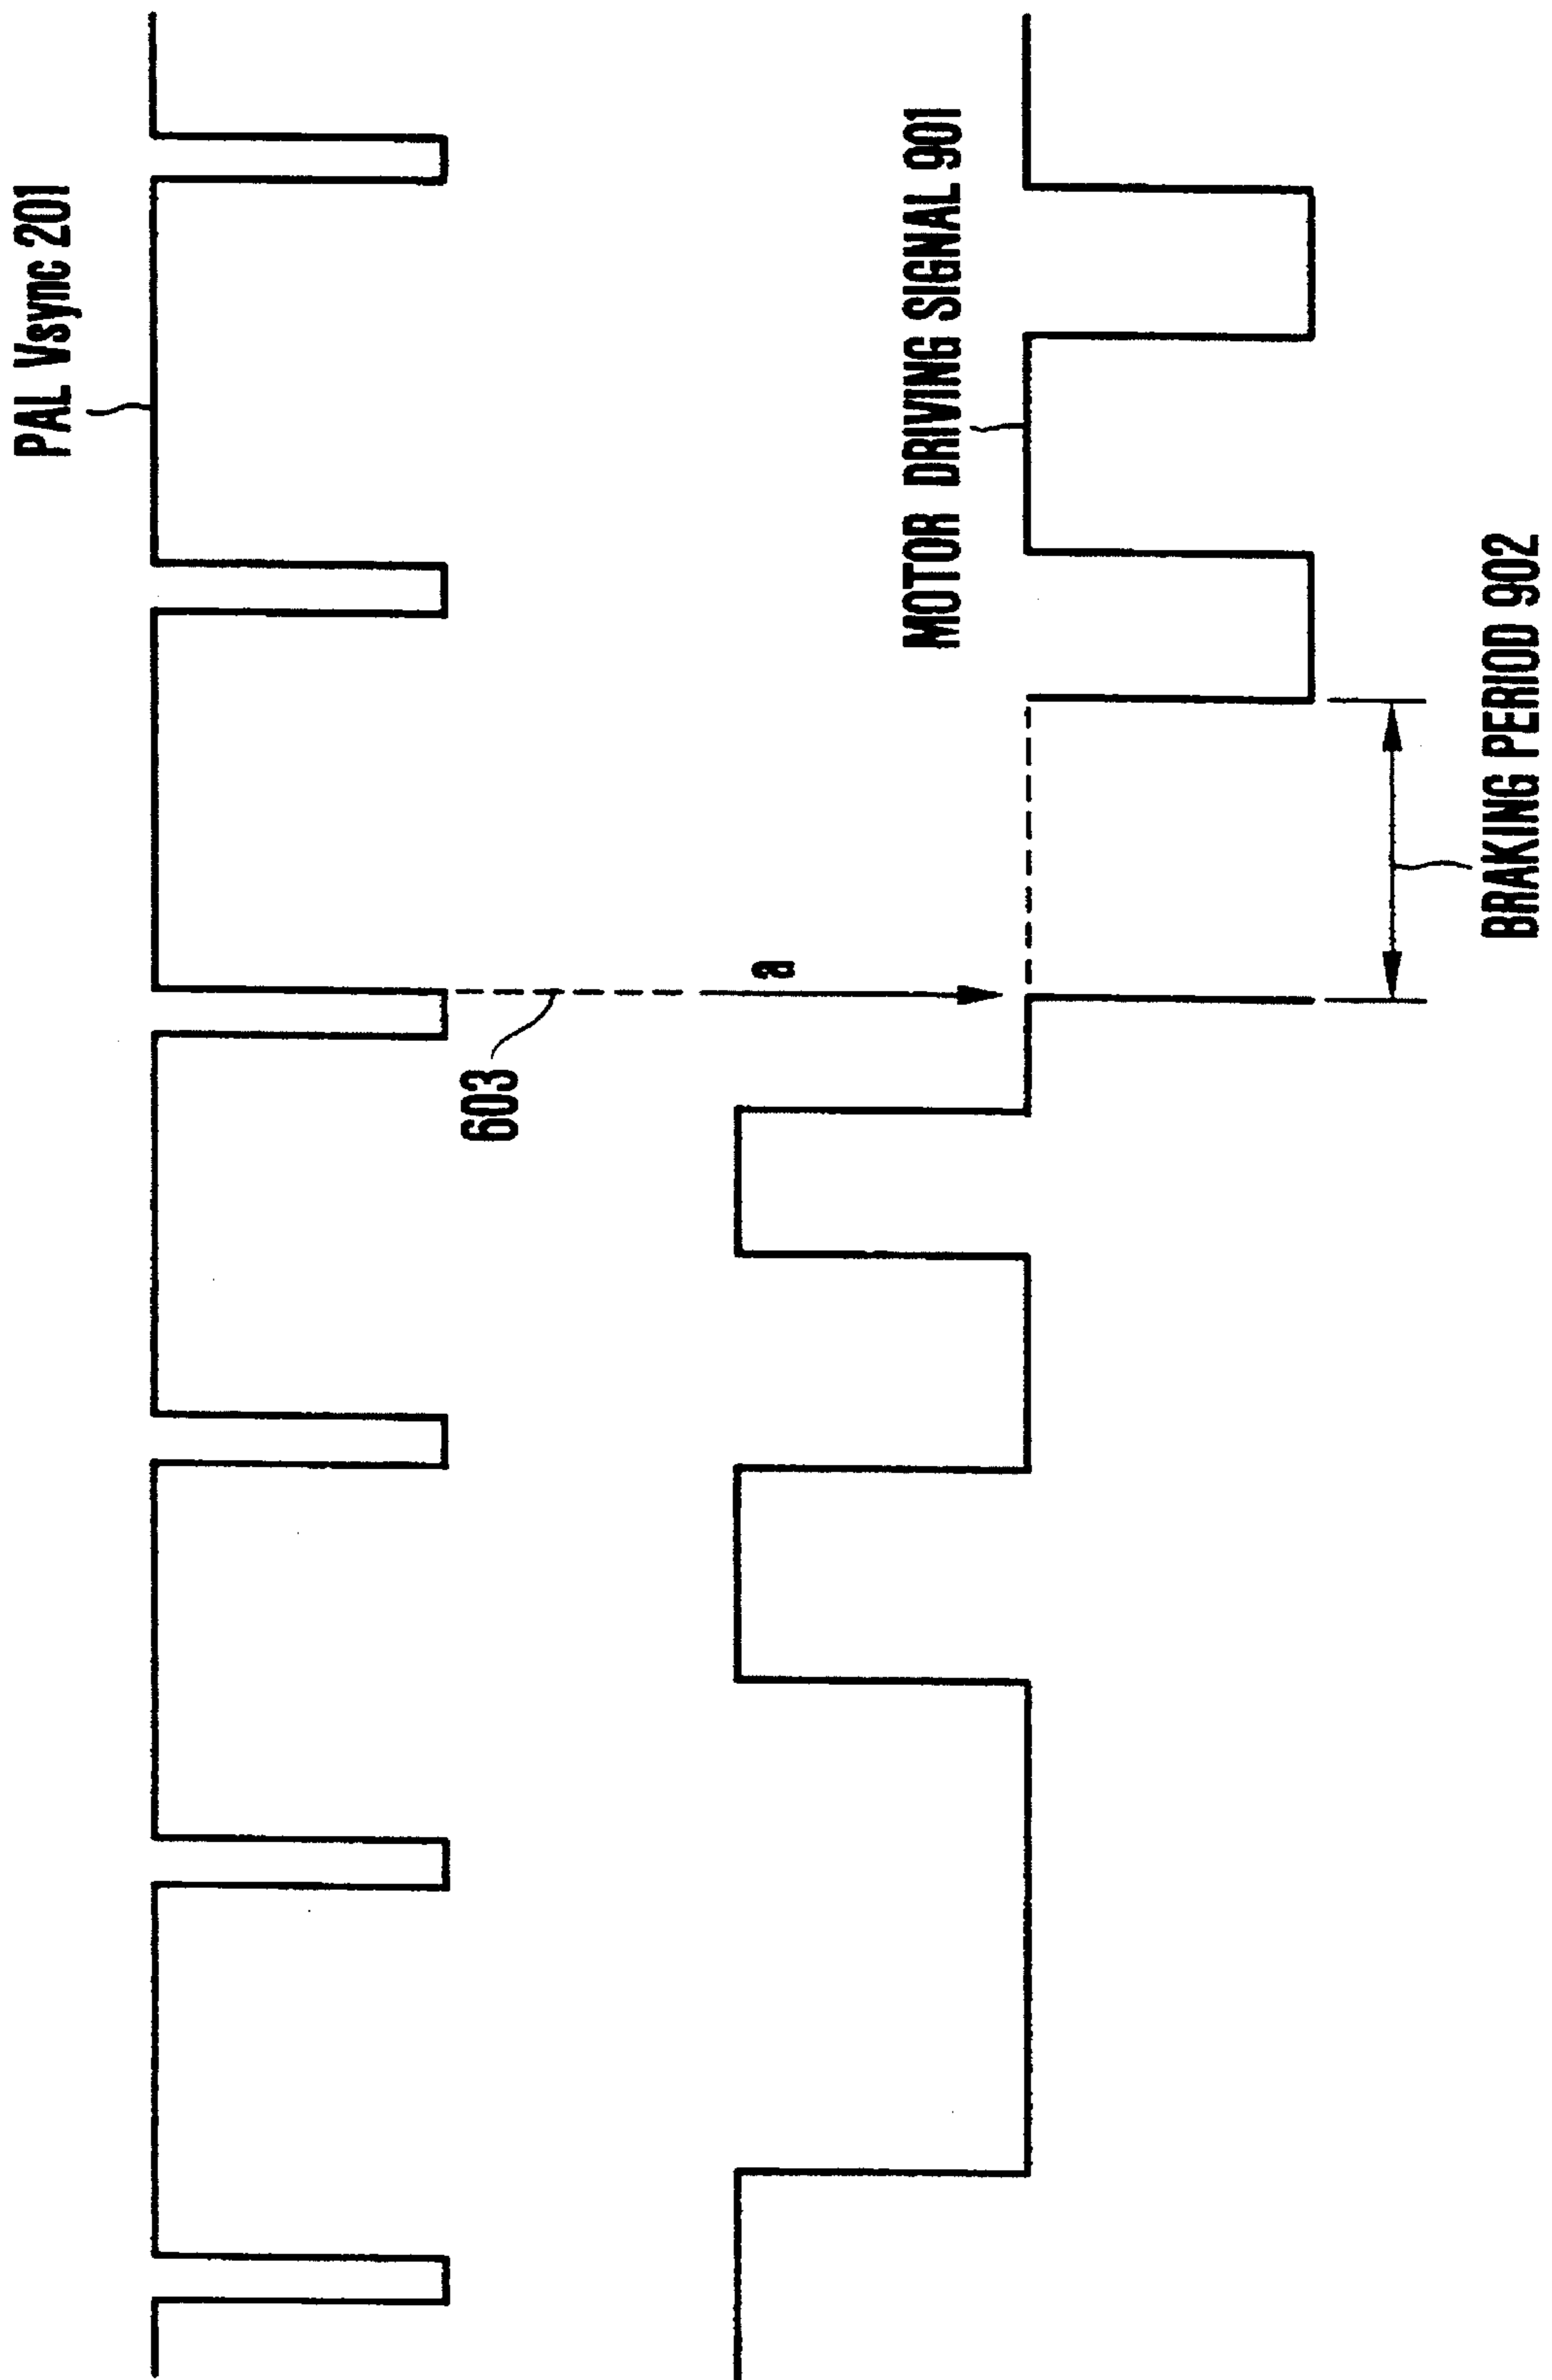 PAL Vsync 201
603
a
MOTOR DRIVING SIGNAL 901
BRAKING PERIOD 902